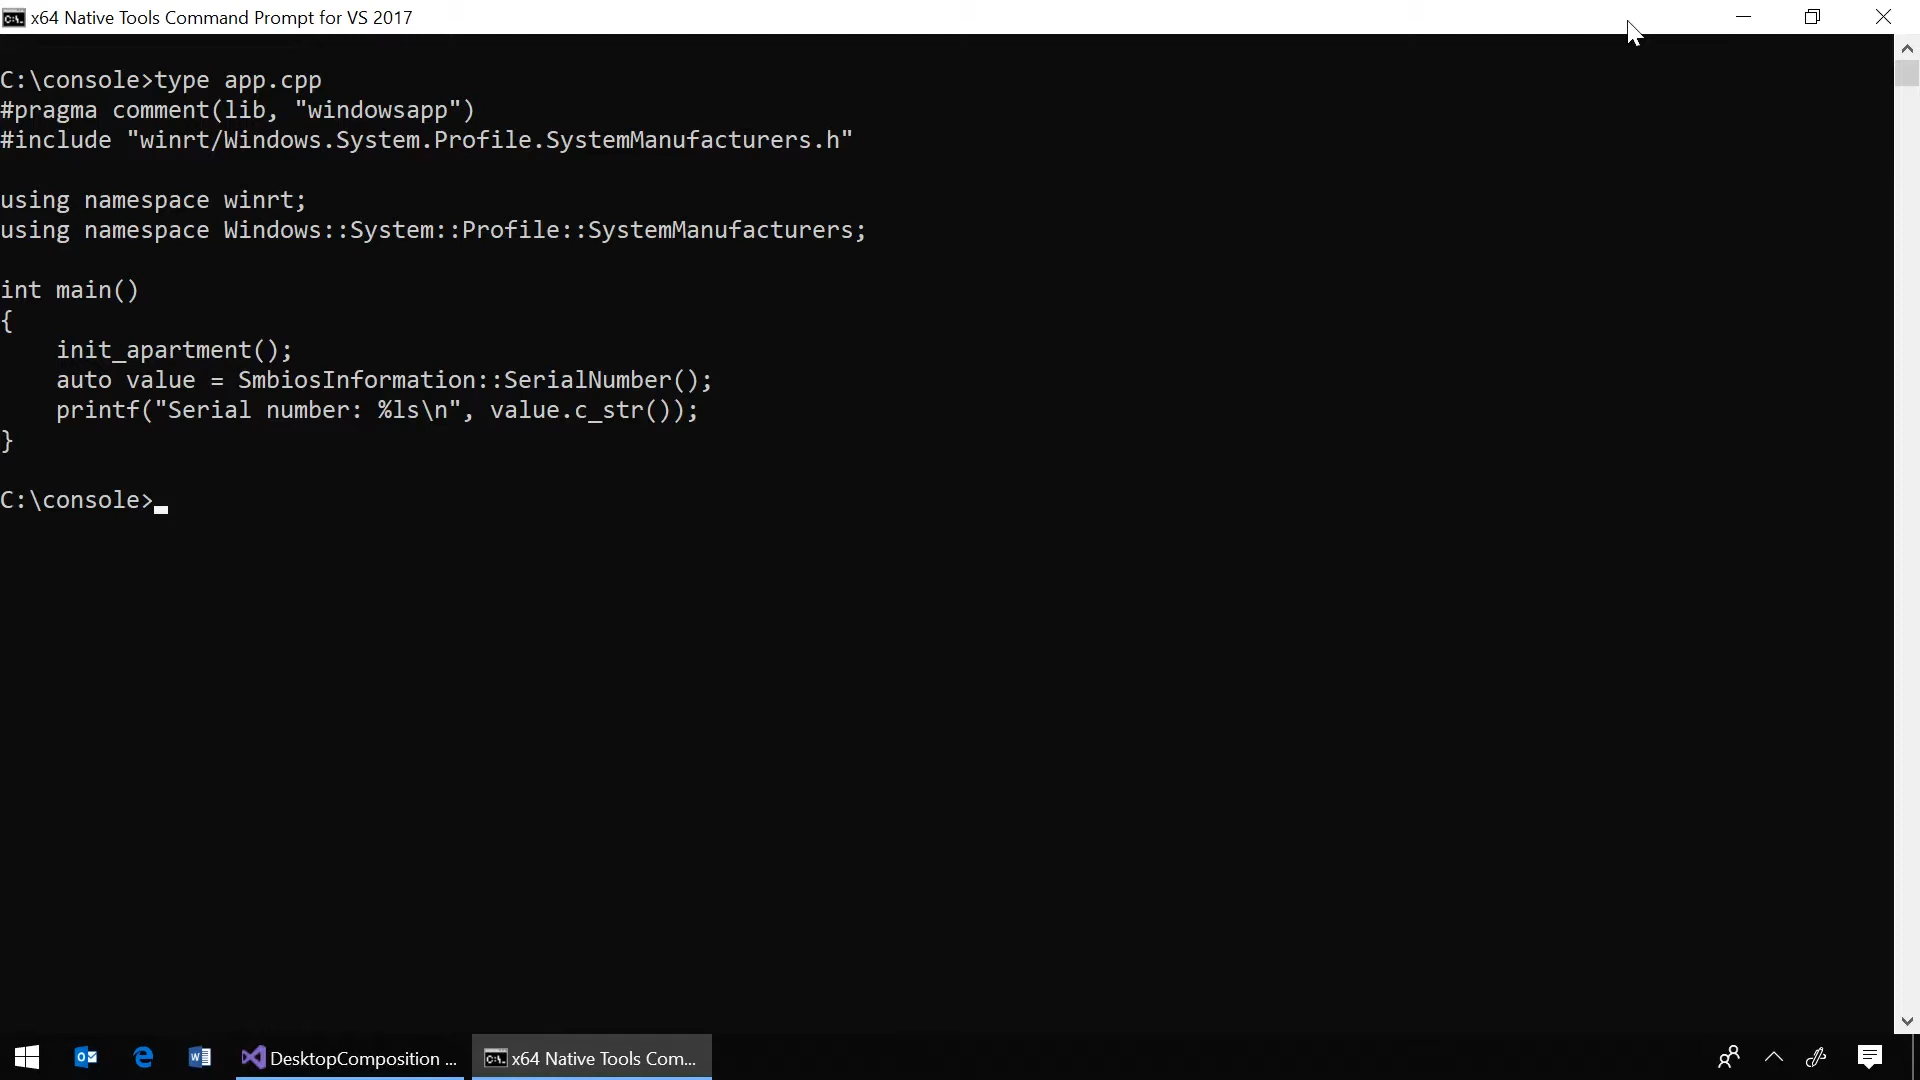 x64 Native Tools Command Prompt for VS 2017
C:\console>type app.cpp
#pragma comment(lib, "windowsapp")
#include "winrt/Windows.System.Profile.SystemManufacturers.h"
using namespace winrt;
using namespace Windows::System::Profile::SystemManufacturers;
int main()
{
    init_apartment();
    auto value = SmbiosInformation::SerialNumber();
    printf("Serial number: %ls\n", value.c_str());
}
C:\console>
DesktopComposition ...
x64 Native Tools Com...